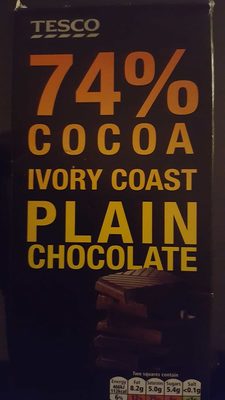 TESCO
74%
COCOA
IVORY COAST
PLAIN
CHOCOLATE
Two squares contain
Energy Fat Saturates Sugars Salt
8.2g 5.0g 5.4g <0.1g
6%